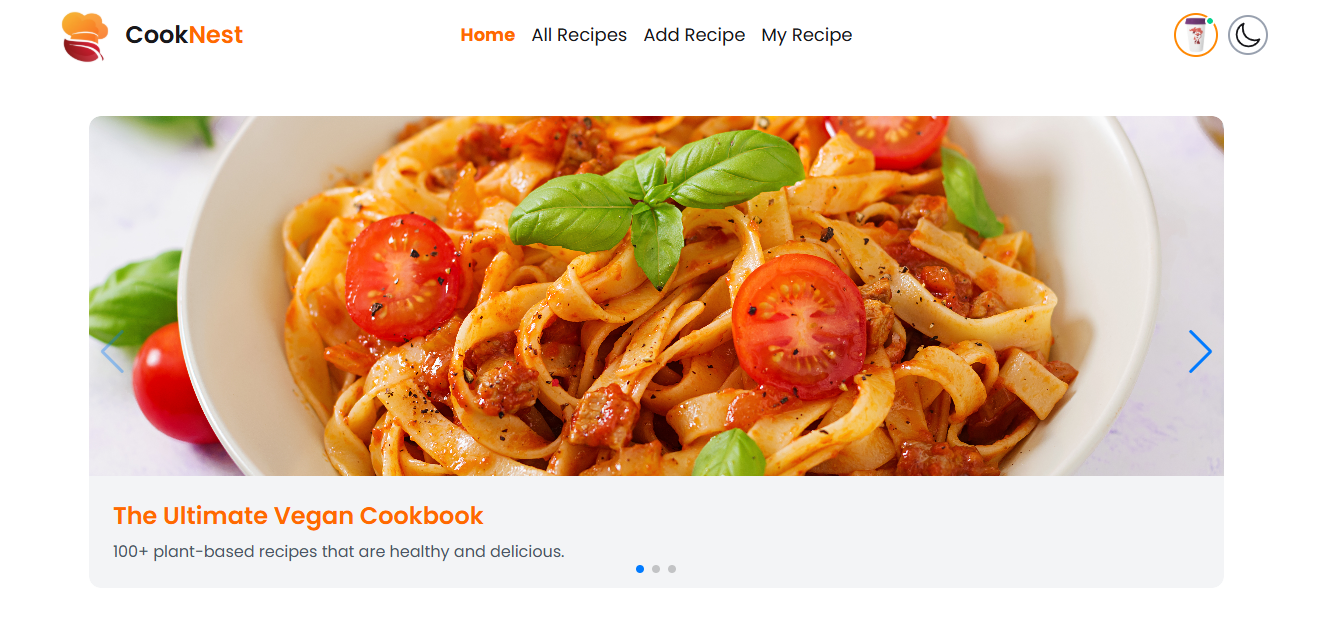 CookNest
Home All Recipes Add Recipe My Recipe
The Ultimate Vegan Cookbook
100+ plant-based recipes that are healthy and delicious.